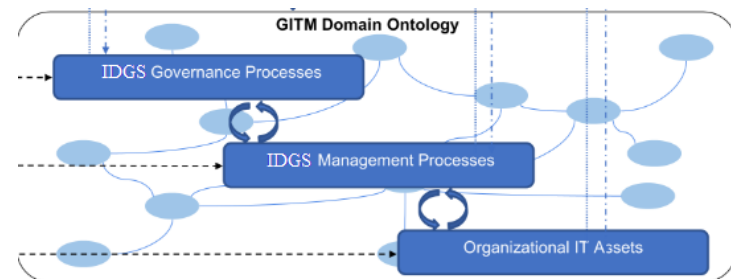 GITM Domain Ontology
IDGS Governance Processes
IDGS Management Processes
Organizational IT Assets